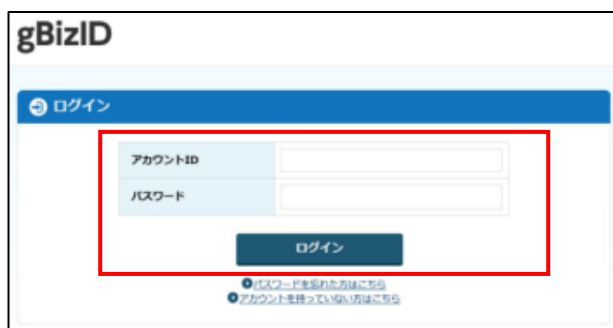 gBizID
ログイン
アカウントID
パスワード
ログイン
パスワードを忘れた方はこちら
アカウントを持っていない方はこちら